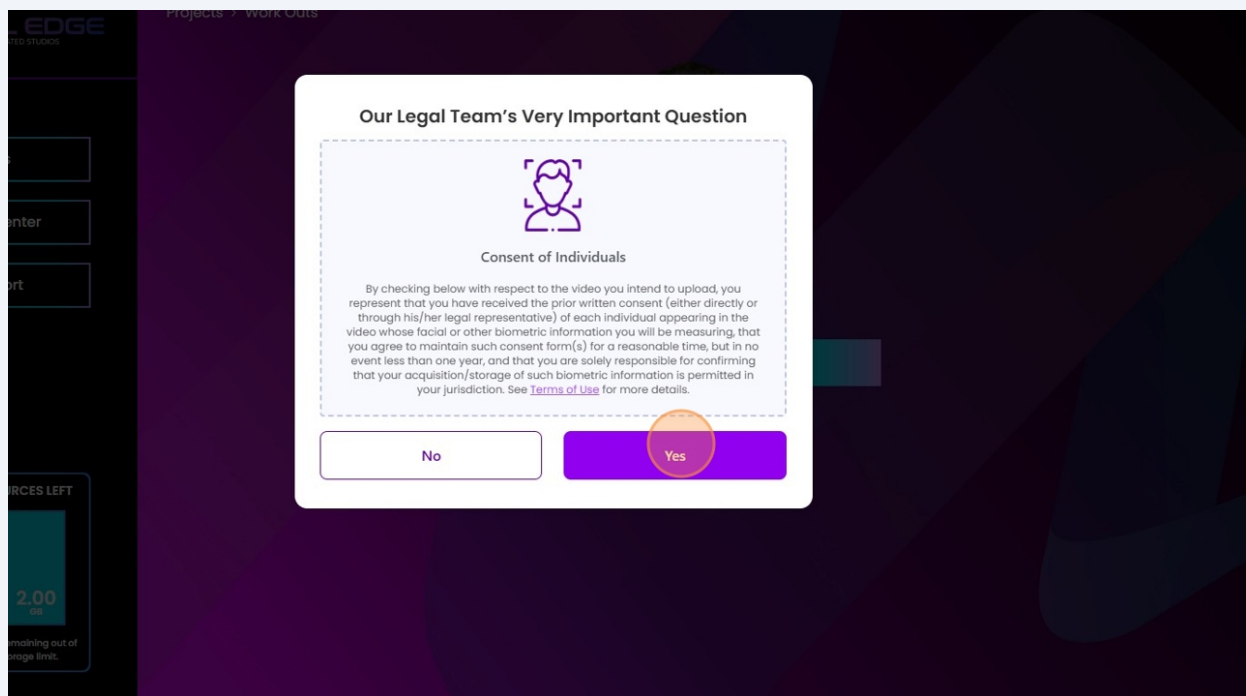 EDGE
Projects > Work Outs
Our Legal Team's Very Important Question
Consent of Individuals
By checking below with respect to the video you intend to upload, you
represent that you have received the prior written consent (either directly or
through his/her legal representative) of each individual appearing in the
video whose facial or other biometric information you will be measuring, that
you agree to maintain such consent form(s) for a reasonable time, but in no
event less than one year, and that you are solely responsible for confirming
that your acquisition/storage of such biometric information is permitted in
your jurisdiction. See Terms of Use for more details.
No
Yes
LEFT
2.00
GB
out of
limit.